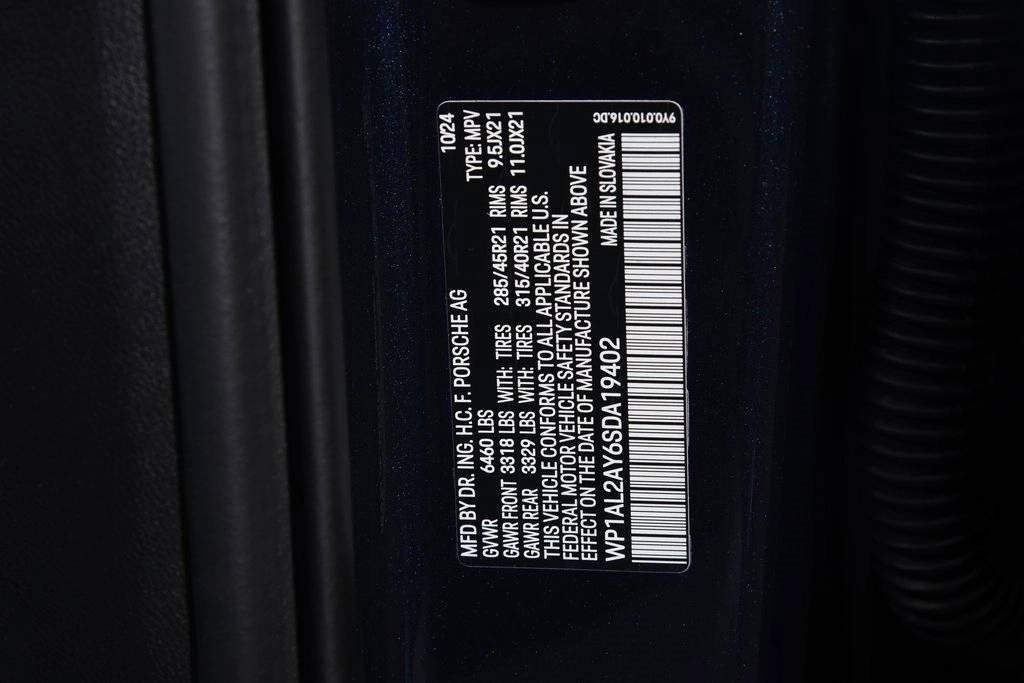 MFD BY DR. ING. H.C. F. PORSCHE AG 10/24
GVWR 6460 LBS TYPE: MPV
GAWR FRONT 3318 LBS WITH: TIRES 285/45R21 RIMS 9.5JX21
GAWR REAR 3329 LBS WITH: TIRES 315/40R21 RIMS 11.0JX21
THIS VEHICLE CONFORMS TO ALL APPLICABLE U.S.
FEDERAL MOTOR VEHICLE SAFETY STANDARDS IN
EFFECT ON THE DATE OF MANUFACTURE SHOWN ABOVE
WP1AL2AY6SDA19402 MADE IN SLOVAKIA
9Y0.010.016.DC